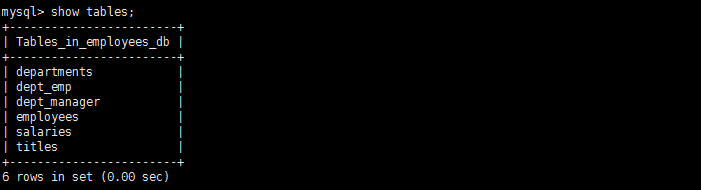 mysql> show tables;
+------------------------+
| Tables_in_employees_db |
+------------------------+
| departments            |
| dept_emp               |
| dept_manager           |
| employees              |
| salaries               |
| titles                 |
+------------------------+
6 rows in set (0.00 sec)